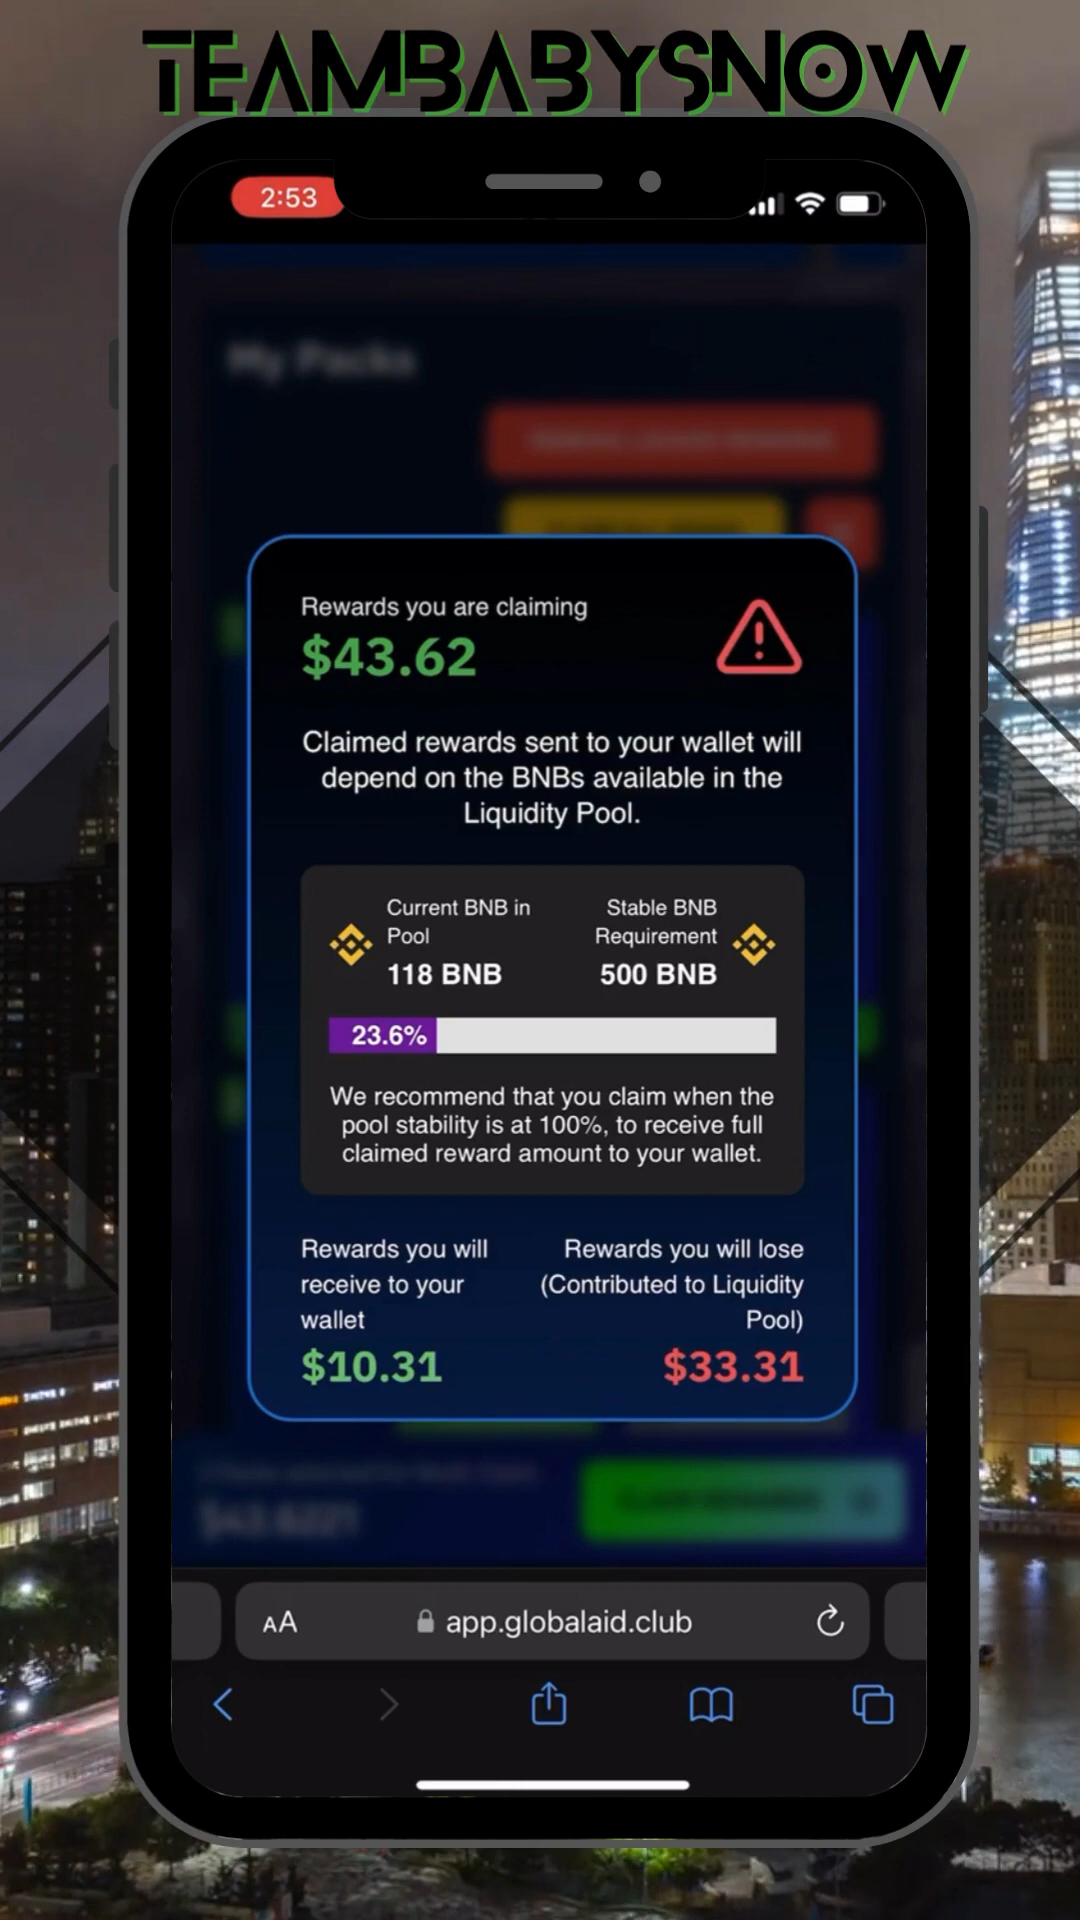 TEAMBABYSNOW
2:53
My Packs
Rewards you are claiming
$43.62
Claimed rewards sent to your wallet will
depend on the BNBs available in the
Liquidity Pool.
Current BNB in
Pool
118 BNB
Stable BNB
Requirement
500 BNB
23.6%
We recommend that you claim when the
pool stability is at 100%, to receive full
claimed reward amount to your wallet.
Rewards you will
receive to your
wallet
$10.31
Rewards you will lose
(Contributed to Liquidity
Pool)
$33.31
AA
app.globalaid.club